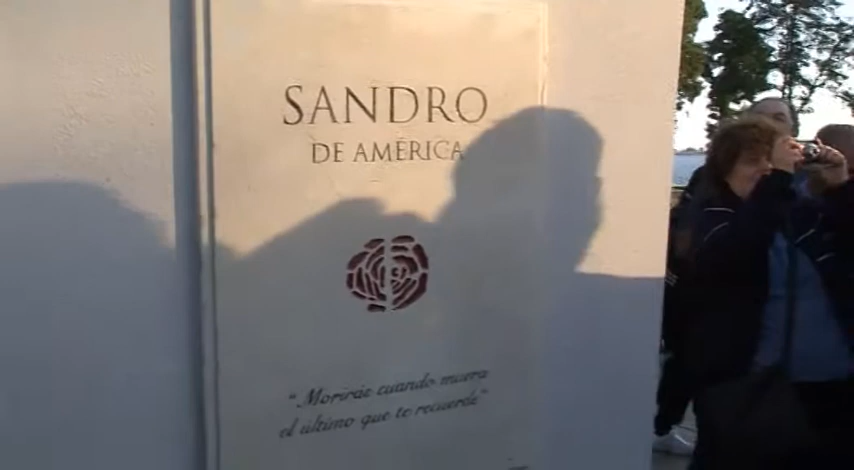 SANDRO
DE AMÉRICA
"Morirás cuando muera
el último que te recuerde"